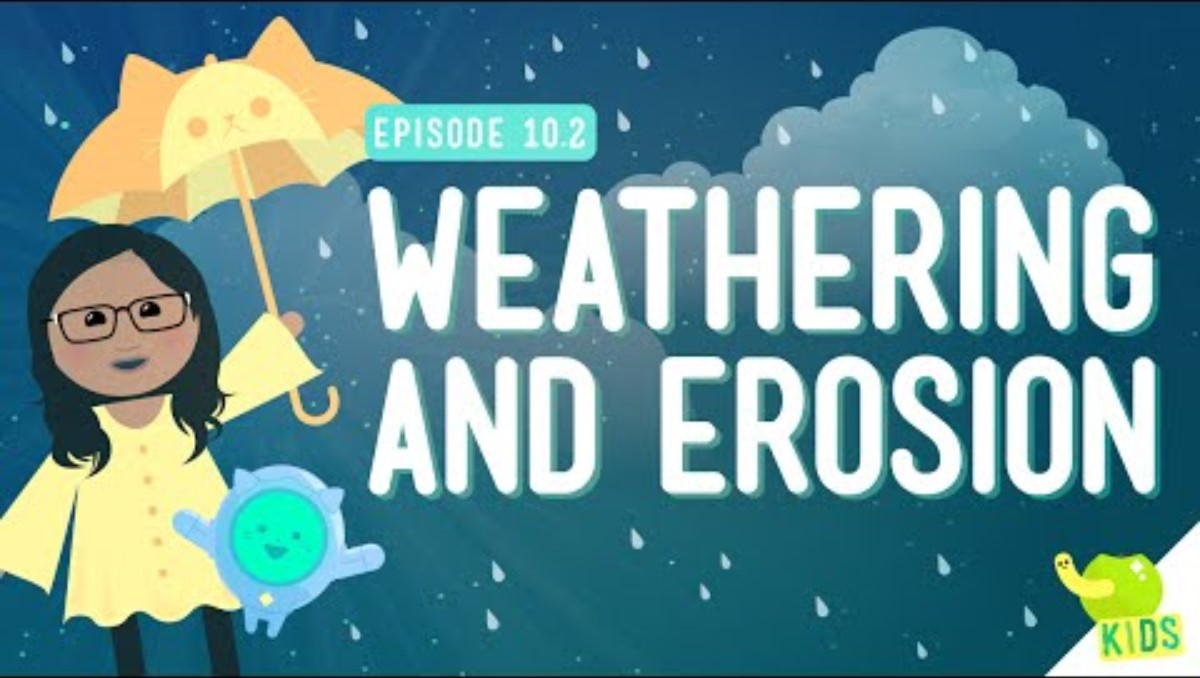 EPISODE 10.2
WEATHERING
AND EROSION
KIDS